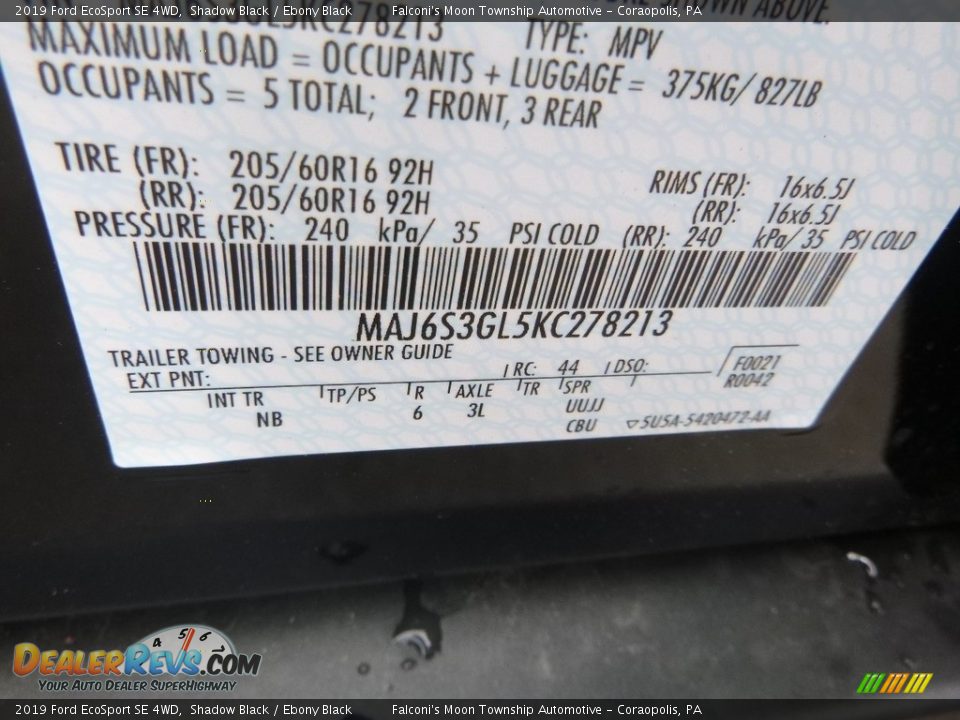 2019 Ford EcoSport SE 4WD, Shadow Black / Ebony Black Falconi's Moon Township Automotive - Coraopolis, PA
ABOVE.
TYPE: MPV
MAXIMUM LOAD = OCCUPANTS + LUGGAGE = 375KG/827LB
OCCUPANTS = 5 TOTAL; 2 FRONT, 3 REAR
TIRE (FR): 205/60R16 92H RIMS (FR): 16x6.5J
(RR): 205/60R16 92H (RR): 16x6.5J
PRESSURE (FR): 240 kPa/ 35 PSI COLD (RR): 240 kPa/ 35 PSI COLD
MAJ6S3GL5KC278213
TRAILER TOWING - SEE OWNER GUIDE
EXT PNT: RC: 44 DSO: F0021
R0042
INT TR TP/PS R AXLE TR SPR
NB 6 3L UUJJ
CBU 5U5A-5420472-AA
4 5 6
DealerRevs.com
Your Auto Dealer SuperHighway
2019 Ford EcoSport SE 4WD, Shadow Black / Ebony Black Falconi's Moon Township Automotive - Coraopolis, PA